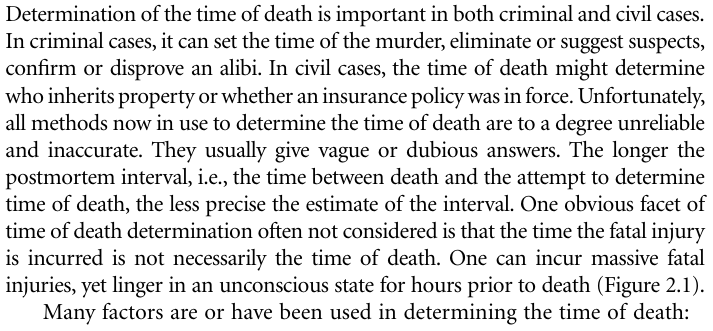 Determination of the time of death is important in both criminal and civil cases.
In criminal cases, it can set the time of the murder, eliminate or suggest suspects,
confirm or disprove an alibi. In civil cases, the time of death might determine
who inherits property or whether an insurance policy was in force. Unfortunately,
all methods now in use to determine the time of death are to a degree unreliable
and inaccurate. They usually give vague or dubious answers. The longer the
postmortem interval, i.e., the time between death and the attempt to determine
time of death, the less precise the estimate of the interval. One obvious facet of
time of death determination often not considered is that the time the fatal injury
is incurred is not necessarily the time of death. One can incur massive fatal
injuries, yet linger in an unconscious state for hours prior to death (Figure 2.1).
Many factors are or have been used in determining the time of death: